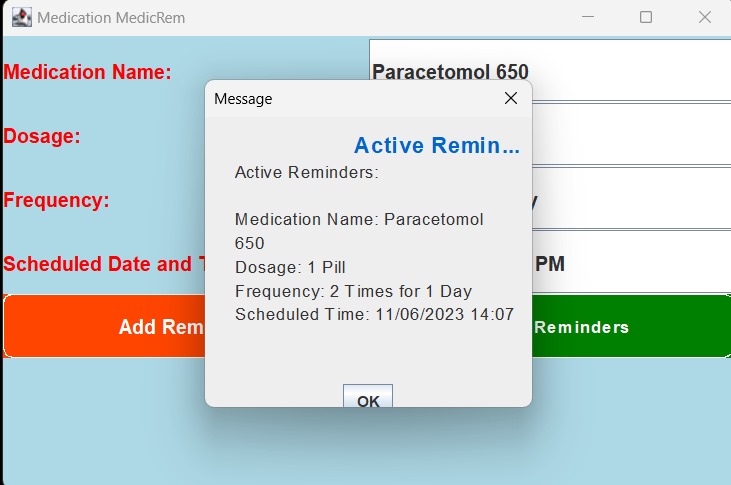 Medication MedicRem
Medication Name:
Paracetomol 650
Dosage:
Frequency:
Scheduled Date and
PM
Add Rem
Reminders
Message
Active Remin...
Active Reminders:
Medication Name: Paracetomol
650
Dosage: 1 Pill
Frequency: 2 Times for 1 Day
Scheduled Time: 11/06/2023 14:07
OK